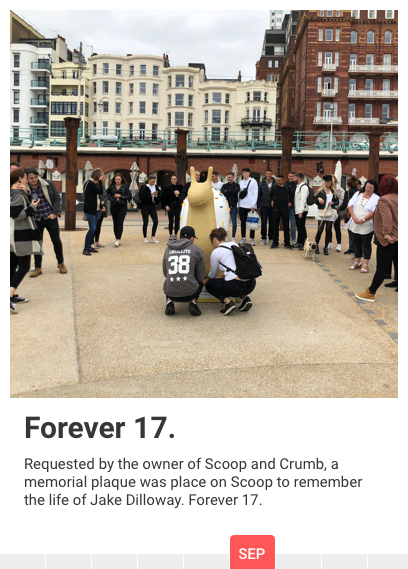 38
Forever 17.
Requested by the owner of Scoop and Crumb, a
memorial plaque was place on Scoop to remember
the life of Jake Dilloway. Forever 17.
SEP